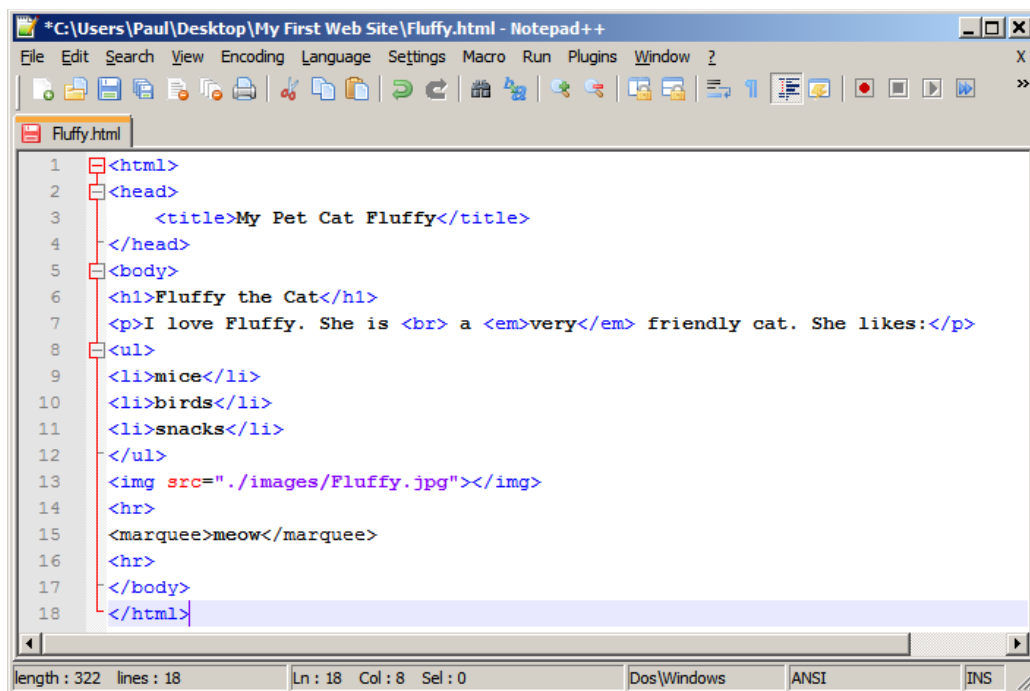 *C:\Users\Paul\Desktop\My First Web Site\Fluffy.html - Notepad++
File Edit Search View Encoding Language Settings Macro Run Plugins Window ? X
Fluffy.html
1 <html>
2 <head>
3 <title>My Pet Cat Fluffy</title>
4 </head>
5 <body>
6 <h1>Fluffy the Cat</h1>
7 <p>I love Fluffy. She is <br> a <em>very</em> friendly cat. She likes:</p>
8 <ul>
9 <li>mice</li>
10 <li>birds</li>
11 <li>snacks</li>
12 </ul>
13 <img src="./images/Fluffy.jpg"></img>
14 <hr>
15 <marquee>meow</marquee>
16 <hr>
17 </body>
18 </html>
length : 322 lines : 18 Ln : 18 Col : 8 Sel : 0 Dos\Windows ANSI INS